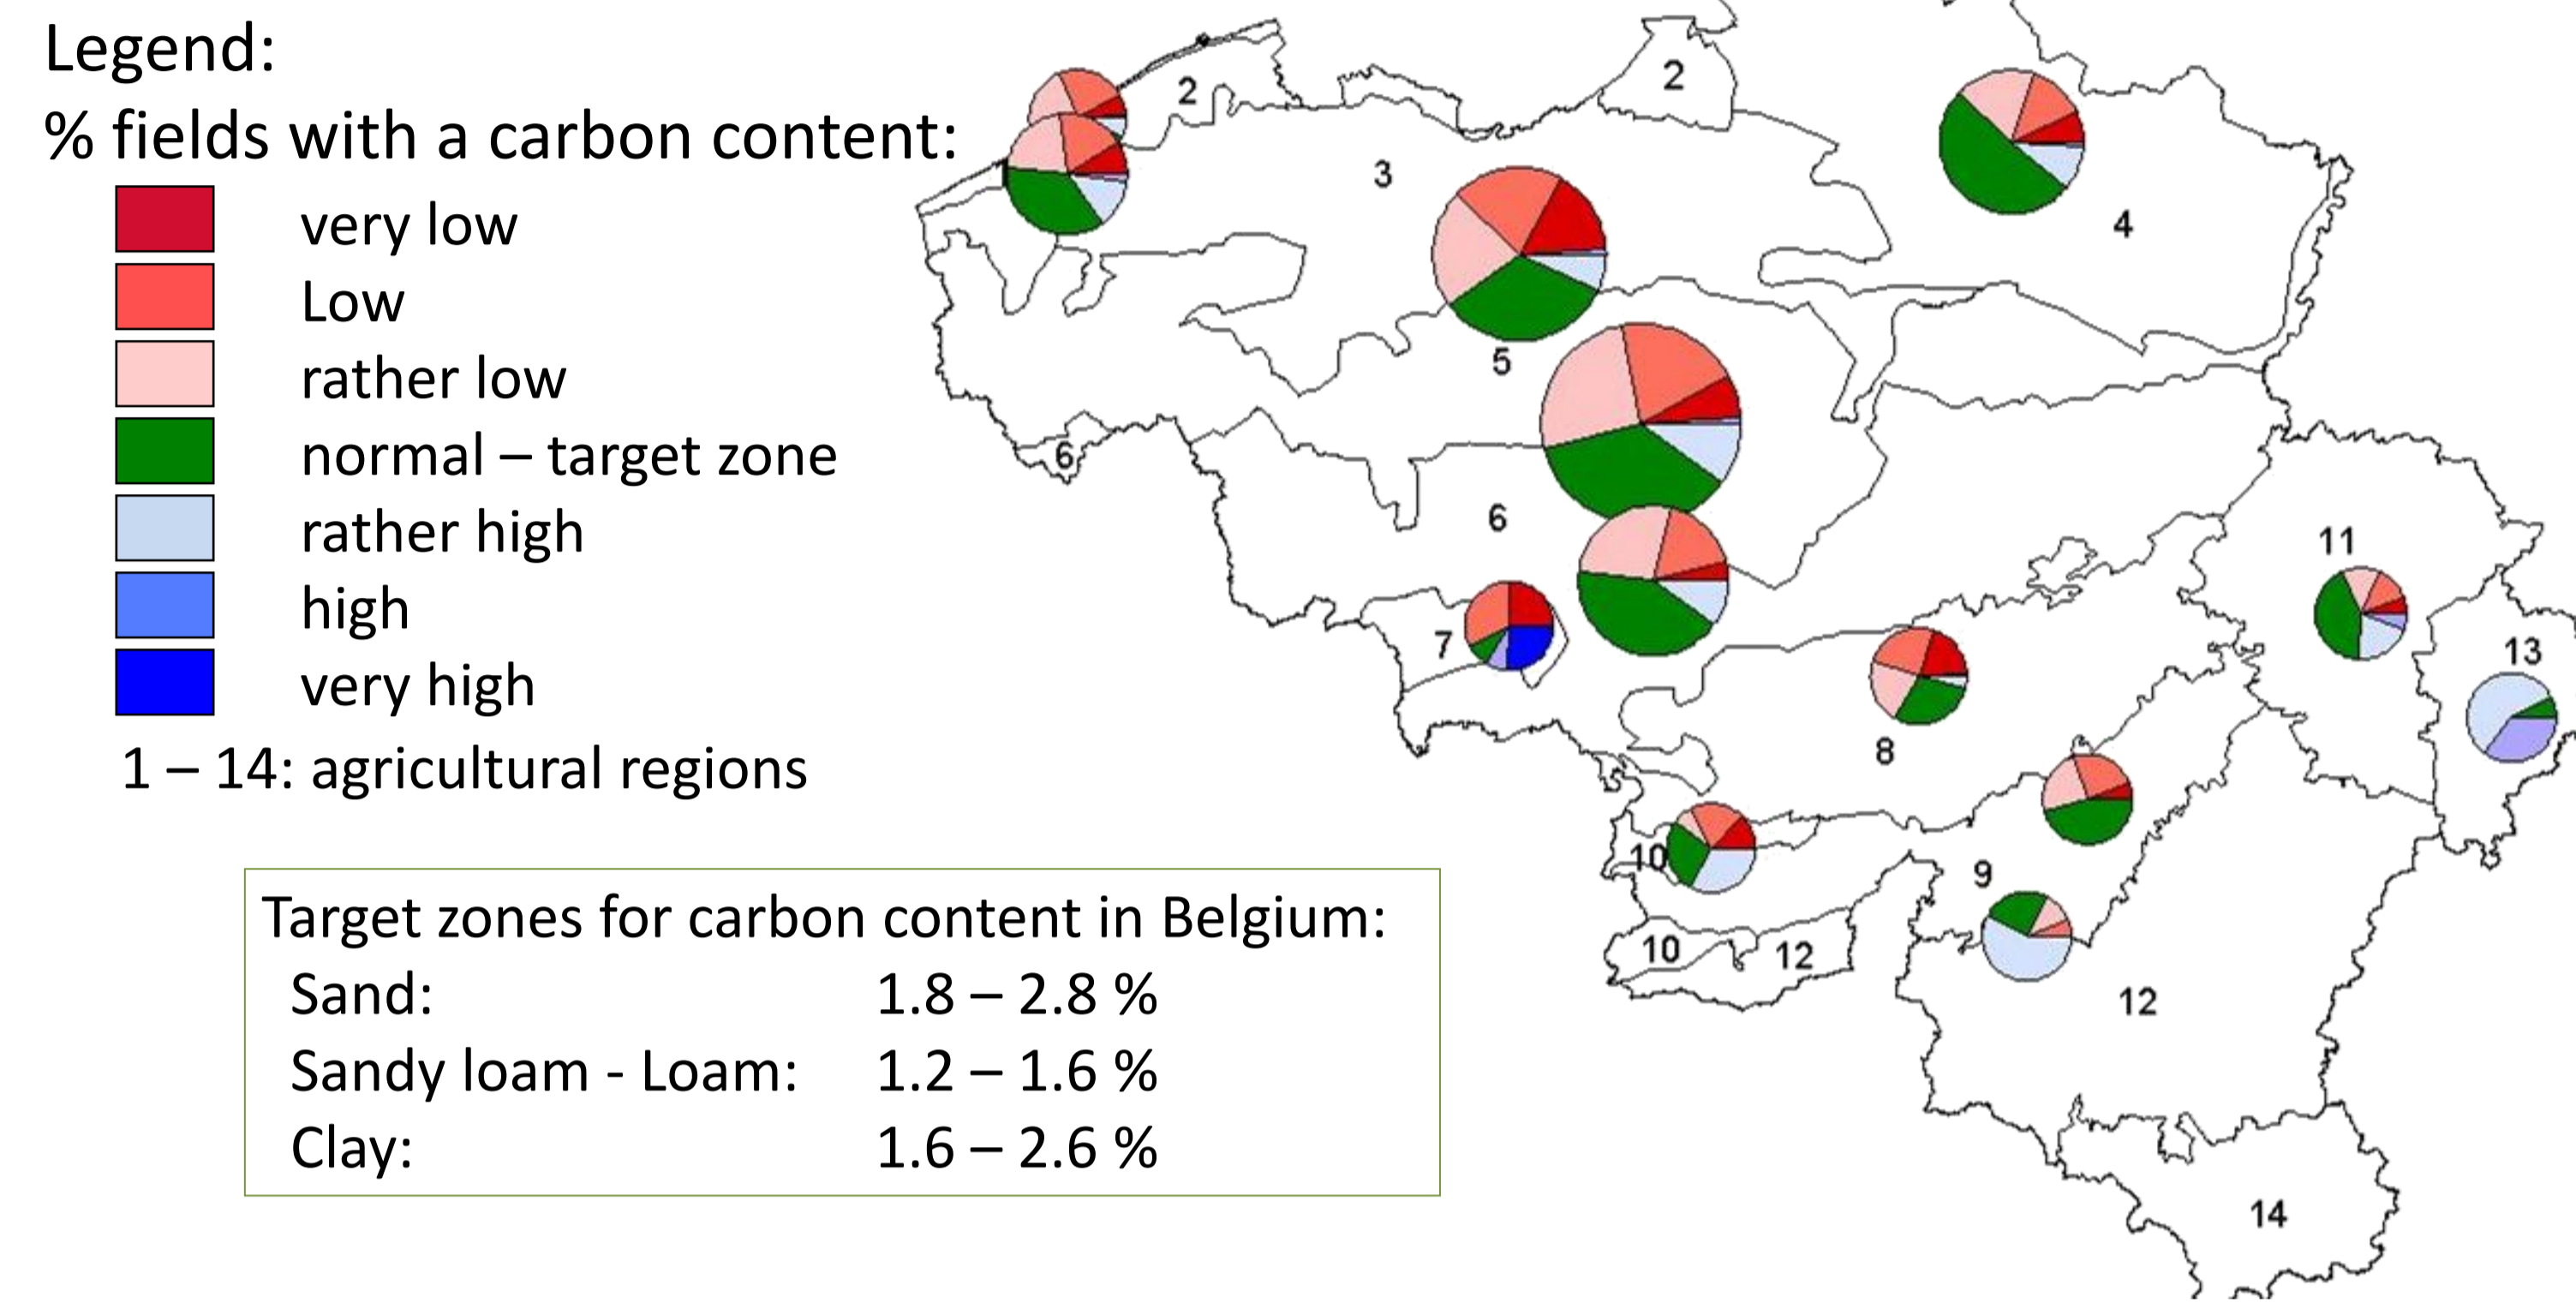 Legend:
% fields with a carbon content:
very low
Low
rather low
normal – target zone
rather high
high
very high
1 – 14: agricultural regions
Target zones for carbon content in Belgium:
Sand: 1.8 – 2.8 %
Sandy loam - Loam: 1.2 – 1.6 %
Clay: 1.6 – 2.6 %
2
2
3
4
5
6
6
11
7
13
8
10
9
10
12
12
14